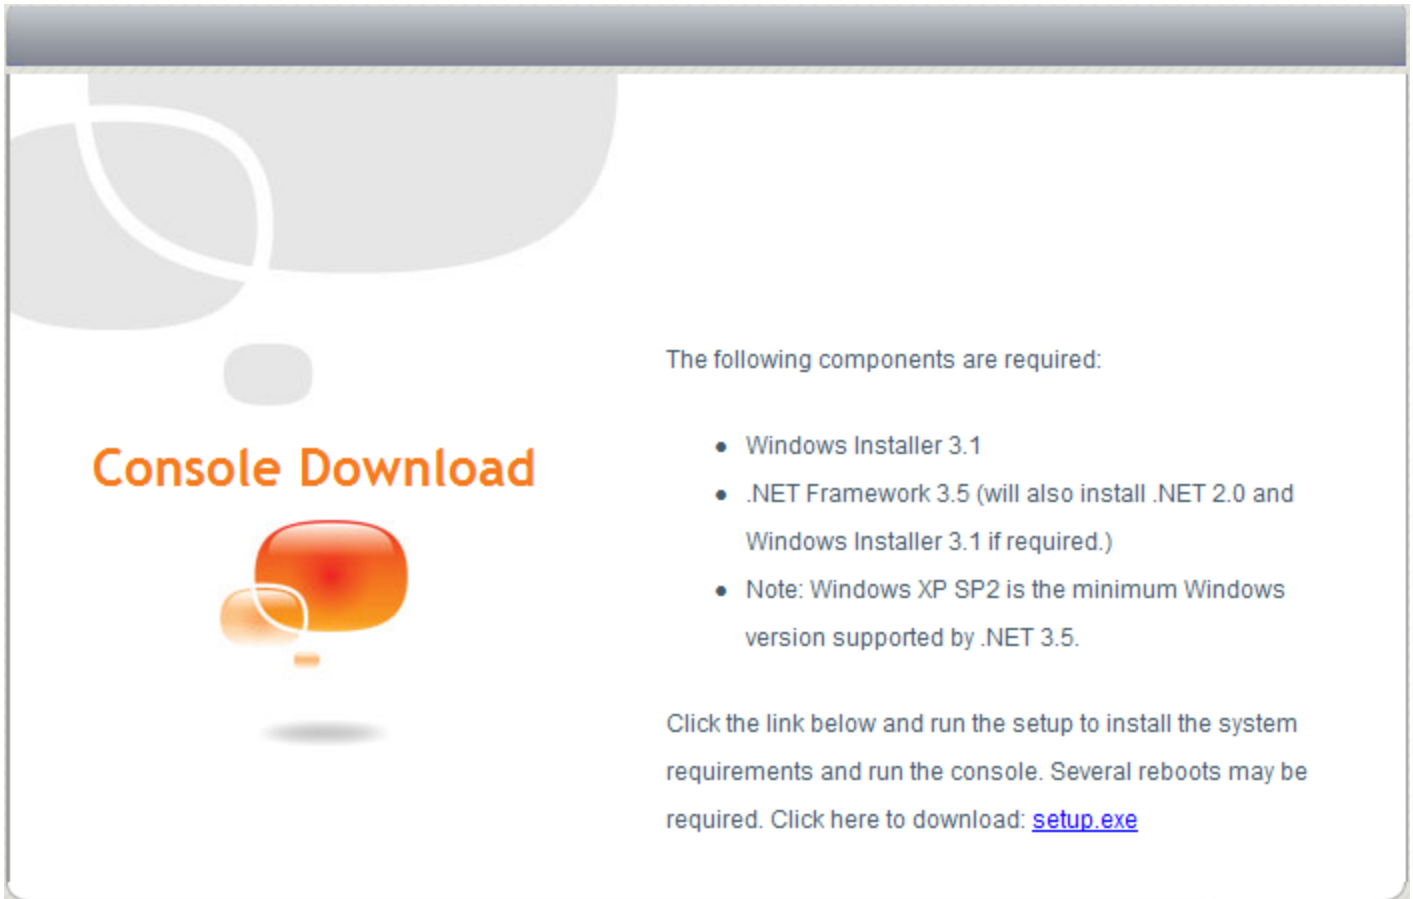 The following components are required:
Console Download
● Windows Installer 3.1
● .NET Framework 3.5 (will also install .NET 2.0 and
Windows Installer 3.1 if required.)
● Note: Windows XP SP2 is the minimum Windows
version supported by .NET 3.5.
Click the link below and run the setup to install the system
requirements and run the console. Several reboots may be
required. Click here to download: setup.exe